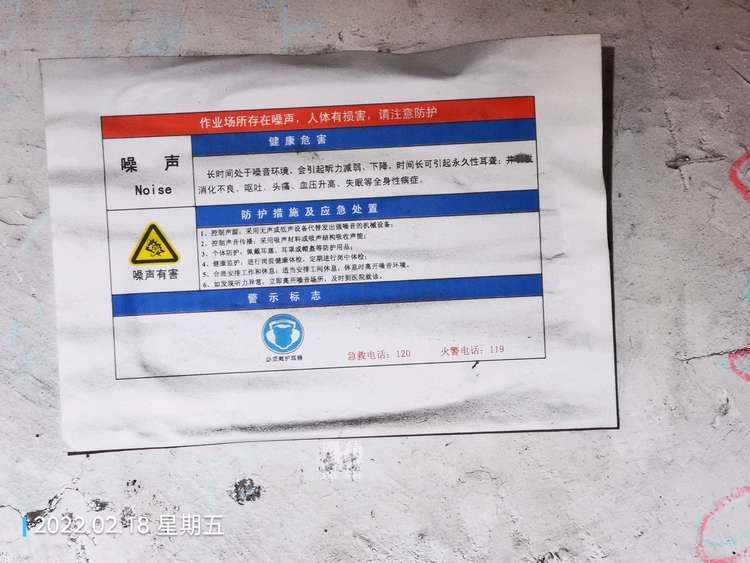 作业场所存在噪声，人体有损害，请注意防护
噪 声
Noise
健康危害
长时间处于噪音环境，会引起听力减弱、下降，时间长可引起永久性耳聋；并引发
消化不良、呕吐、头痛、血压升高、失眠等全身性病症。
噪声有害
防护措施及应急处置
1、控制声源：采用无声或低声设备代替发出强噪音的机械设备；
2、控制声音传播：采用吸声材料或吸声结构吸收声能；
3、个体防护：佩戴耳塞、耳罩或帽盔等防护用品；
4、健康监护：进行岗前健康体检，定期进行岗中体检；
5、合理安排工作和休息：适当安排工间休息，休息时离开噪音环境。
6、如发现听力异常，立即离开噪音场所，及时到医院就诊。
警示标志
必须戴护耳器
急救电话：120
火警电话：119
2022.02.18 星期五